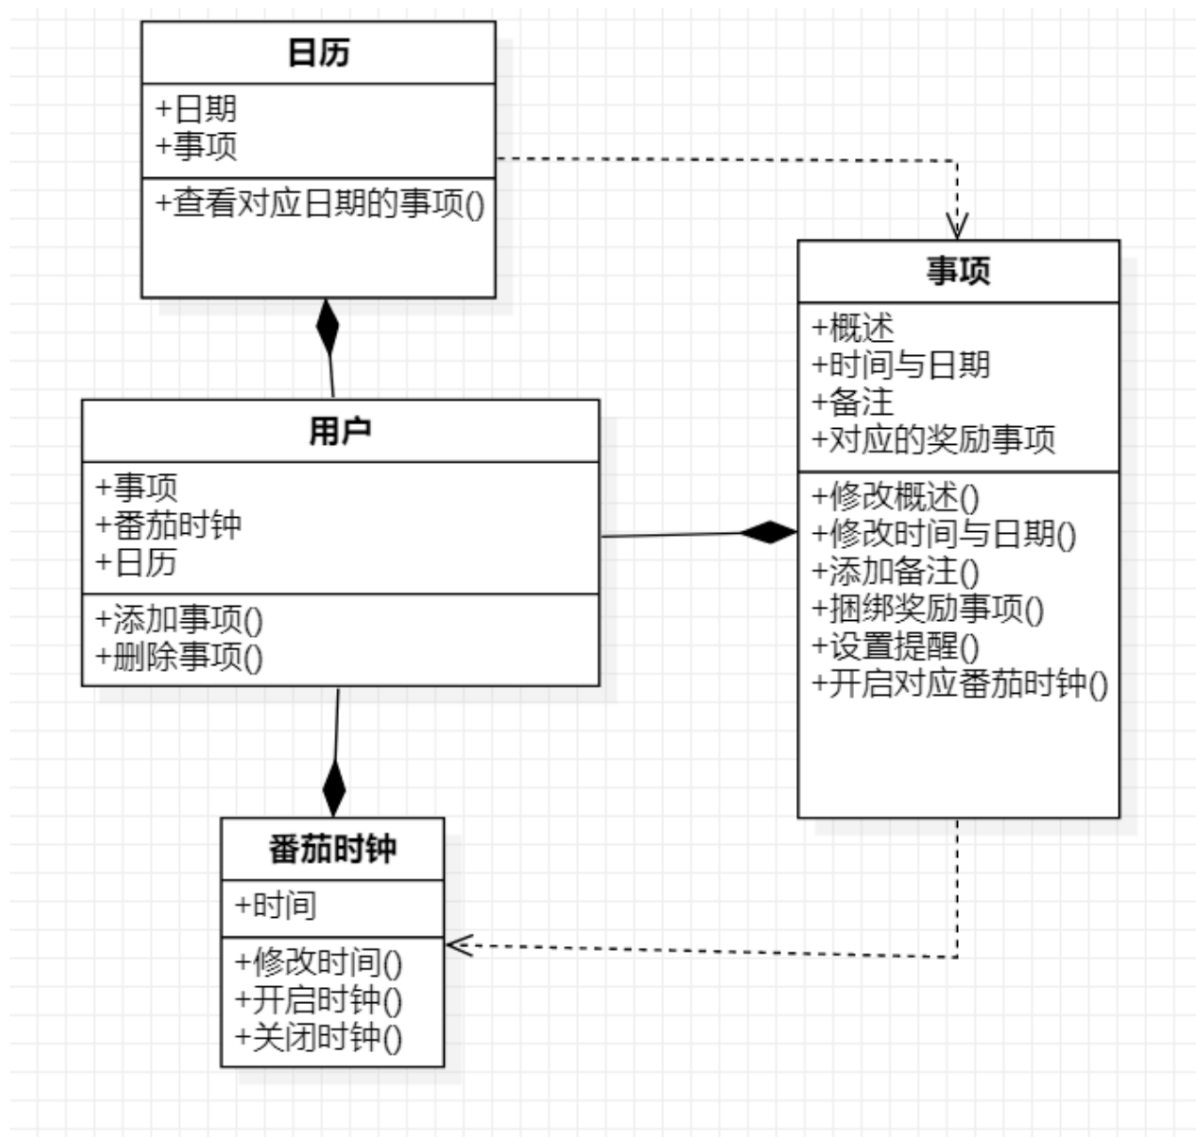 日历
+日期
+事项
+查看对应日期的事项()
事项
+概述
+时间与日期
+备注
+对应的奖励事项
+修改概述()
+修改时间与日期()
+添加备注()
+捆绑奖励事项()
+设置提醒()
+开启对应番茄时钟()
用户
+事项
+番茄时钟
+日历
+添加事项()
+删除事项()
番茄时钟
+时间
+修改时间()
+开启时钟()
+关闭时钟()